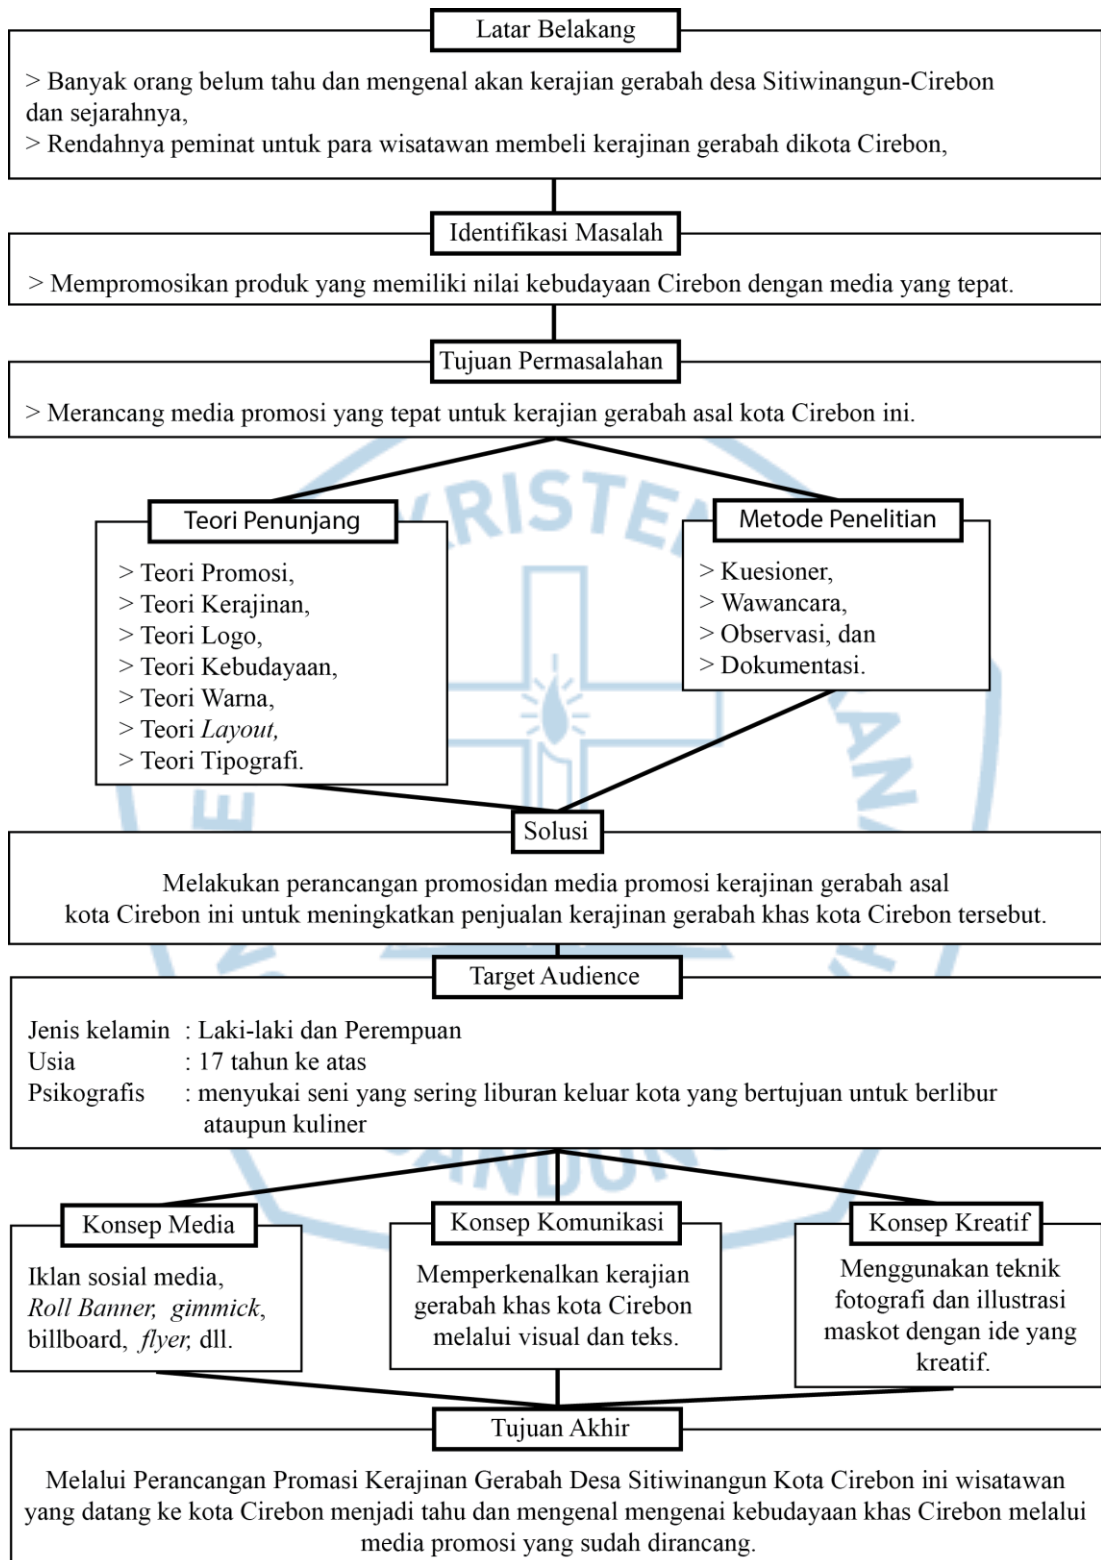 Latar Belakang
> Banyak orang belum tahu dan mengenal akan kerajian gerabah desa Sitiwinangun-Cirebon
dan sejarahnya,
> Rendahnya peminat untuk para wisatawan membeli kerajinan gerabah dikota Cirebon,
Identifikasi Masalah
> Mempromosikan produk yang memiliki nilai kebudayaan Cirebon dengan media yang tepat.
Tujuan Permasalahan
> Merancang media promosi yang tepat untuk kerajian gerabah asal kota Cirebon ini.
Teori Penunjang
> Teori Promosi,
> Teori Kerajinan,
> Teori Logo,
> Teori Kebudayaan,
> Teori Warna,
> Teori Layout,
> Teori Tipografi.
Metode Penelitian
> Kuesioner,
> Wawancara,
> Observasi, dan
> Dokumentasi.
Solusi
Melakukan perancangan promosidan media promosi kerajinan gerabah asal
kota Cirebon ini untuk meningkatkan penjualan kerajinan gerabah khas kota Cirebon tersebut.
Target Audience
Jenis kelamin : Laki-laki dan Perempuan
Usia : 17 tahun ke atas
Psikografis : menyukai seni yang sering liburan keluar kota yang bertujuan untuk berlibur
ataupun kuliner
Konsep Media
Iklan sosial media,
Roll Banner, gimmick,
billboard, flyer, dll.
Konsep Komunikasi
Memperkenalkan kerajian
gerabah khas kota Cirebon
melalui visual dan teks.
Konsep Kreatif
Menggunakan teknik
fotografi dan illustrasi
maskot dengan ide yang
kreatif.
Tujuan Akhir
Melalui Perancangan Promasi Kerajinan Gerabah Desa Sitiwinangun Kota Cirebon ini wisatawan
yang datang ke kota Cirebon menjadi tahu dan mengenal mengenai kebudayaan khas Cirebon melalui
media promosi yang sudah dirancang.